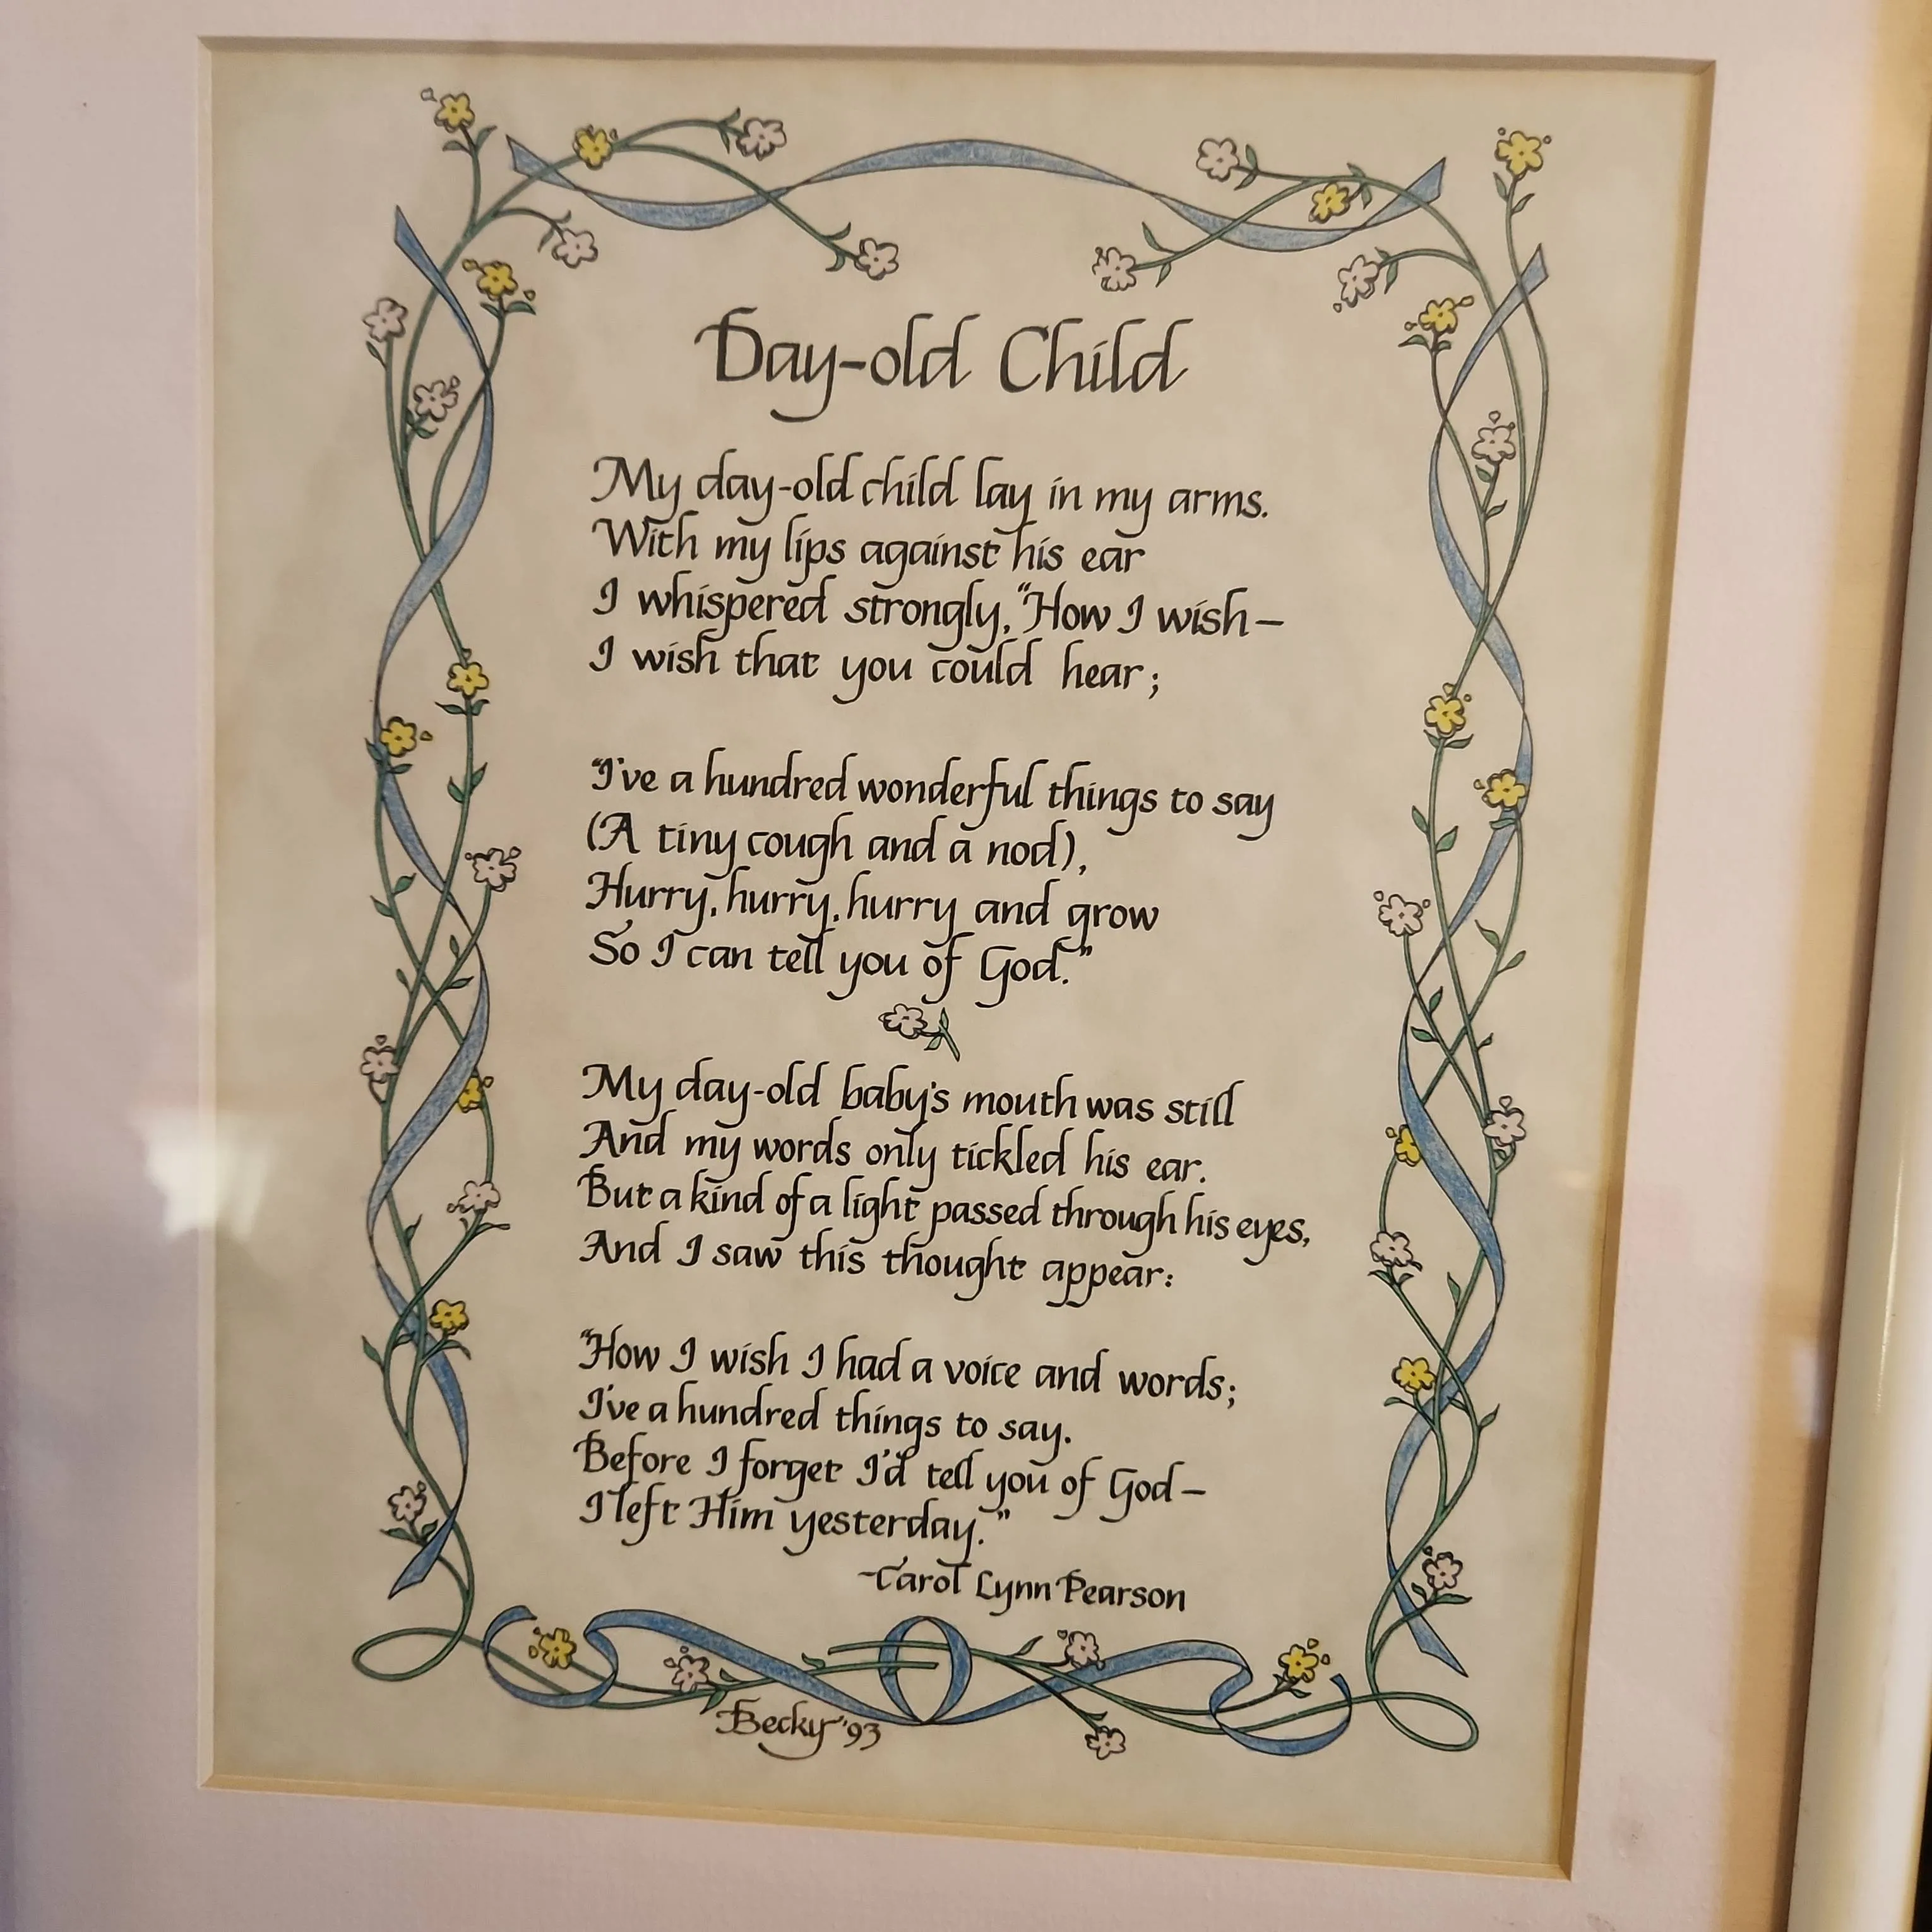 Day-old Child
My day-old child lay in my arms.
With my lips against his ear
I whispered strongly, "How I wish—
I wish that you could hear;
"I've a hundred wonderful things to say
(A tiny cough and a nod),
Hurry, hurry, hurry and grow
So I can tell you of God."
My day-old baby's mouth was still
And my words only tickled his ear.
But a kind of a light passed through his eyes,
And I saw this thought appear:
"How I wish I had a voice and words;
I've a hundred things to say.
Before I forget I'd tell you of God—
I left Him yesterday."
~Carol Lynn Pearson
Becky '93